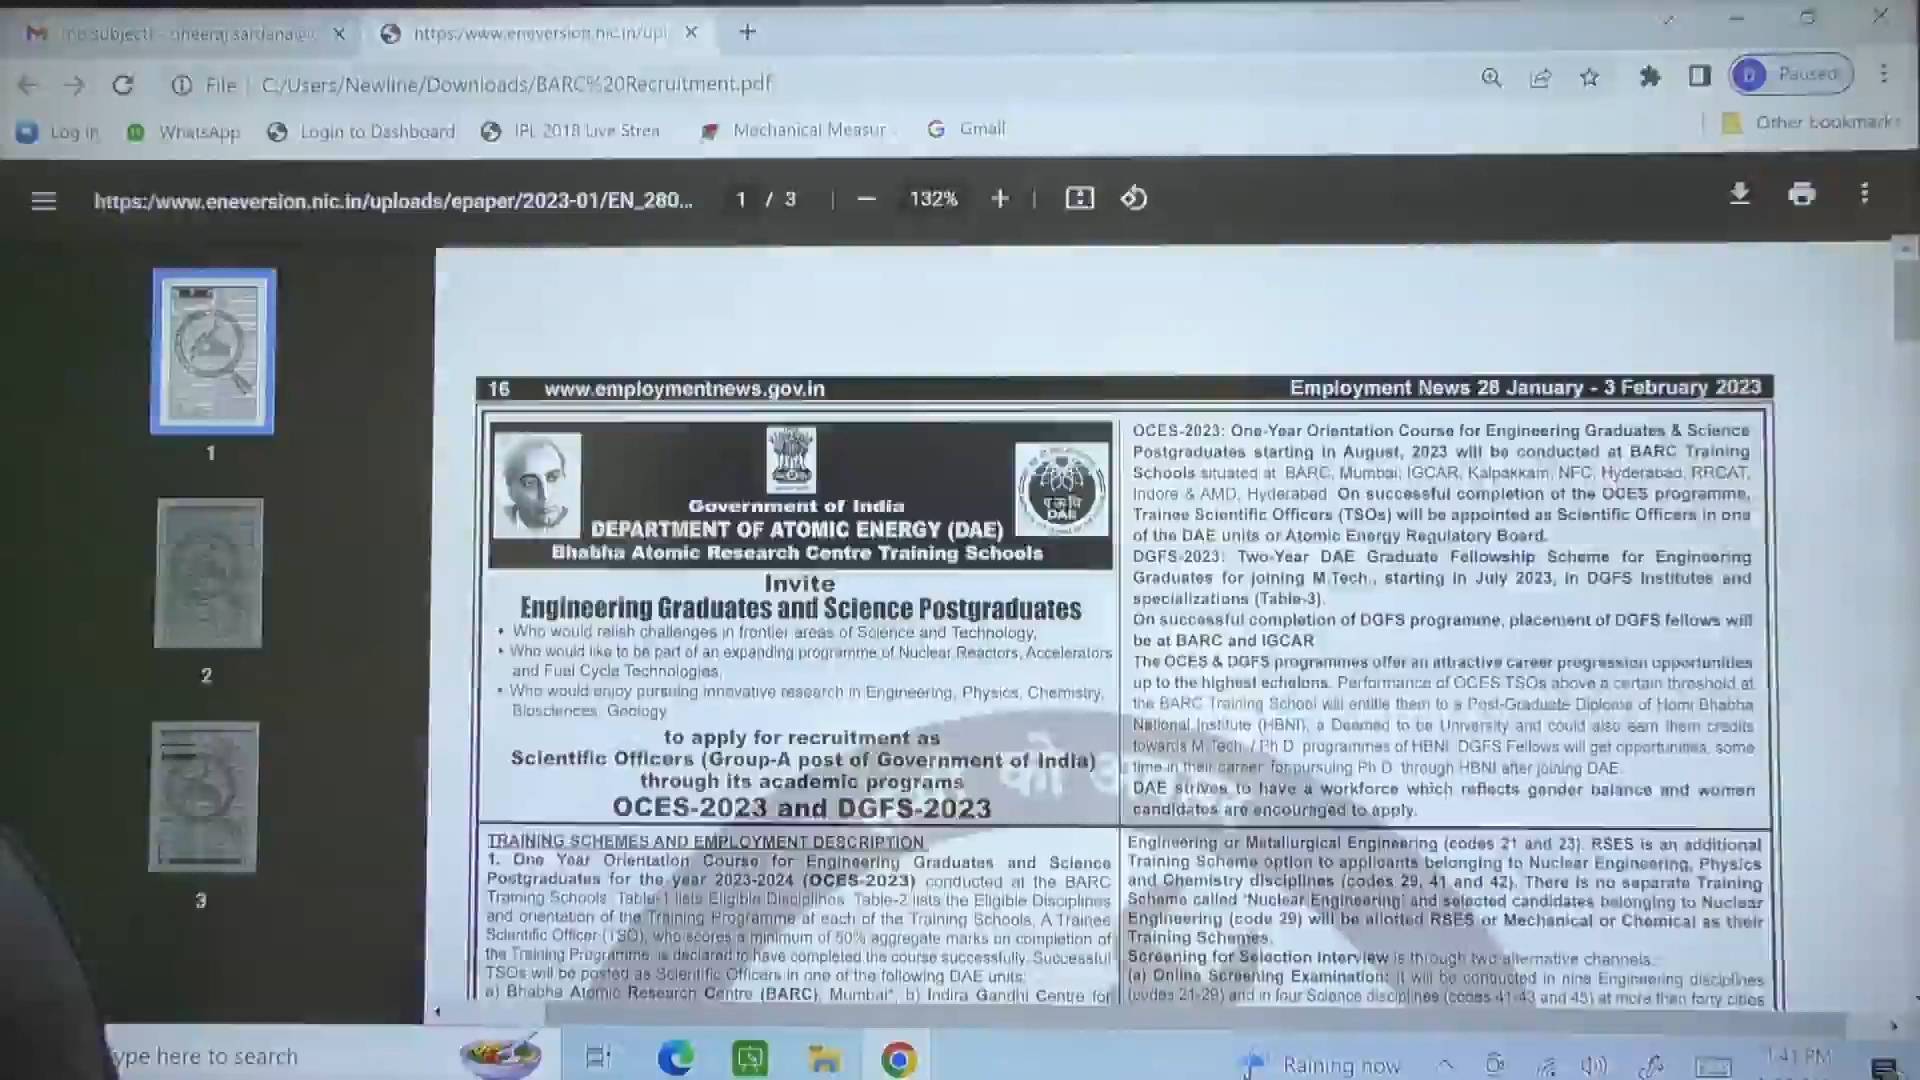 https:/www.eneversion.nic.in/upl
File C:/Users/Newline/Downloads/BARC%20Recruitment.pdf
Paused
Log in WhatsApp Login to Dashboard IPL 2018 Live Strea Mechanical Measur Gmail Other bookmarks
https:/www.eneversion.nic.in/uploads/epaper/2023-01/EN_280... 1 / 3 132%
1
2
3
16 www.employmentnews.gov.in Employment News 28 January - 3 February 2023
DAE
Government of India
DEPARTMENT OF ATOMIC ENERGY (DAE)
Bhabha Atomic Research Centre Training Schools
Invite
Engineering Graduates and Science Postgraduates
• Who would relish challenges in frontier areas of Science and Technology,
• Who would like to be part of an expanding programme of Nuclear Reactors, Accelerators
and Fuel Cycle Technologies,
• Who would enjoy pursuing innovative research in Engineering, Physics, Chemistry,
Biosciences, Geology
to apply for recruitment as
Scientific Officers (Group-A post of Government of India)
through its academic programs
OCES-2023 and DGFS-2023
OCES-2023: One-Year Orientation Course for Engineering Graduates & Science
Postgraduates starting in August, 2023 will be conducted at BARC Training
Schools situated at BARC, Mumbai, IGCAR, Kalpakkam, NFC, Hyderabad, RRCAT,
Indore & AMD, Hyderabad. On successful completion of the OCES programme,
Trainee Scientific Officers (TSOs) will be appointed as Scientific Officers in one
of the DAE units or Atomic Energy Regulatory Board.
DGFS-2023: Two-Year DAE Graduate Fellowship Scheme for Engineering
Graduates for joining M.Tech., starting in July 2023, in DGFS Institutes and
specializations (Table-3).
On successful completion of DGFS programme, placement of DGFS fellows will
be at BARC and IGCAR
The OCES & DGFS programmes offer an attractive career progression opportunities
up to the highest echelons. Performance of OCES TSOs above a certain threshold at
the BARC Training School will entitle them to a Post-Graduate Diploma of Homi Bhabha
National Institute (HBNI), a Deemed to be University and could also earn them credits
towards M.Tech. / Ph.D. programmes of HBNI. DGFS Fellows will get opportunities, some
time in their career for pursuing Ph.D. through HBNI after joining DAE.
DAE strives to have a workforce which reflects gender balance and women
candidates are encouraged to apply.
TRAINING SCHEMES AND EMPLOYMENT DESCRIPTION
1. One Year Orientation Course for Engineering Graduates and Science
Postgraduates for the year 2023-2024 (OCES-2023) conducted at the BARC
Training Schools. Table-1 lists Eligible Disciplines. Table-2 lists the Eligible Disciplines
and orientation of the Training Programme at each of the Training Schools. A Trainee
Scientific Officer (TSO), who scores a minimum of 50% aggregate marks on completion of
the Training Programme, is declared to have completed the course successfully. Successful
TSOs will be posted as Scientific Officers in one of the following DAE units:
a) Bhabha Atomic Research Centre (BARC), Mumbai*, b) Indira Gandhi Centre for
Engineering or Metallurgical Engineering (codes 21 and 23). RSES is an additional
Training Scheme option to applicants belonging to Nuclear Engineering, Physics
and Chemistry disciplines (codes 29, 41 and 42). There is no separate Training
Scheme called 'Nuclear Engineering' and selected candidates belonging to Nuclear
Engineering (code 29) will be allotted RSES or Mechanical or Chemical as their
Training Schemes.
Screening for Selection Interview is through two alternative channels.
(a) Online Screening Examination: It will be conducted in nine Engineering disciplines
(codes 21-29) and in four Science disciplines (codes 41-43 and 45) at more than forty cities
ype here to search Raining now 1:41 PM